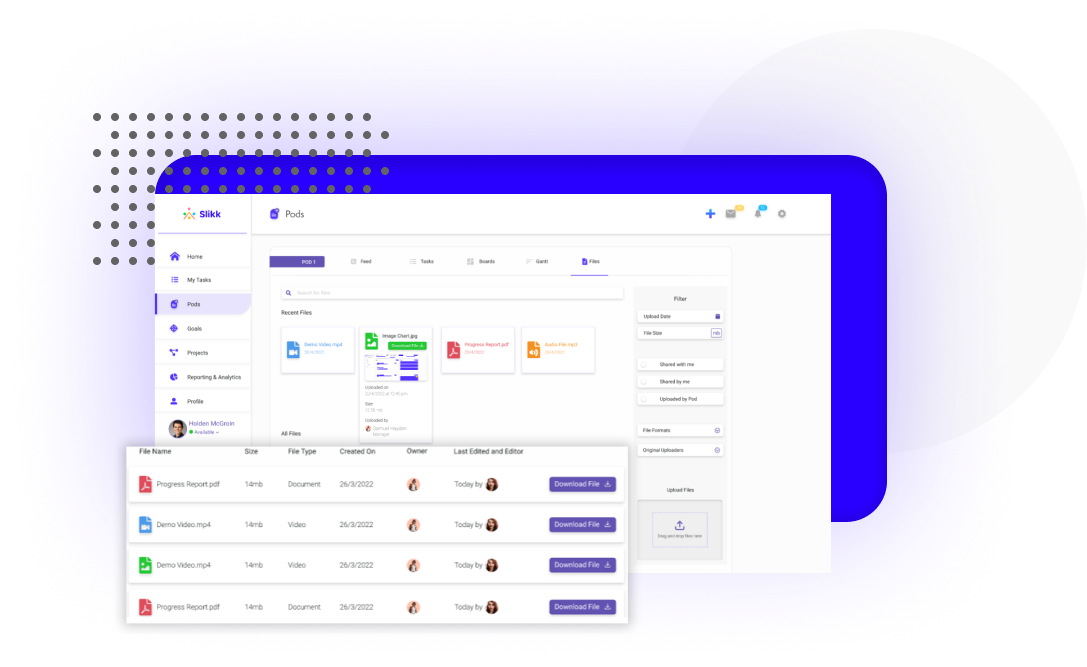 Slikk
Pods
Home
My Tasks
Pods
Goals
Projects
Reporting & Analytics
Profile
Holden McGroin
Available
POD 1
Feed
Tasks
Boards
Gantt
Files
Search for files
Recent Files
Demo Video.mp4
25/4/2022
Image Chart.jpg
Download File
Uploaded on
22/4/2022 at 12:19 pm
Size
12.56 mb
Uploaded by
Samuel Hayden
Manager
Progress Report.pdf
25/4/2022
Audio File.mp3
25/4/2022
All Files
Filter
Upload Date
File Size
mb
Shared with me
Shared by me
Uploaded by Pod
File Formats
Original Uploaders
Upload Files
Drag and drop files here
File Name Size File Type Created On Owner Last Edited and Editor
Progress Report.pdf 14mb Document 26/3/2022 Today by Download File
Demo Video.mp4 14mb Video 26/3/2022 Today by Download File
Demo Video.mp4 14mb Video 26/3/2022 Today by Download File
Progress Report.pdf 14mb Document 26/3/2022 Today by Download File